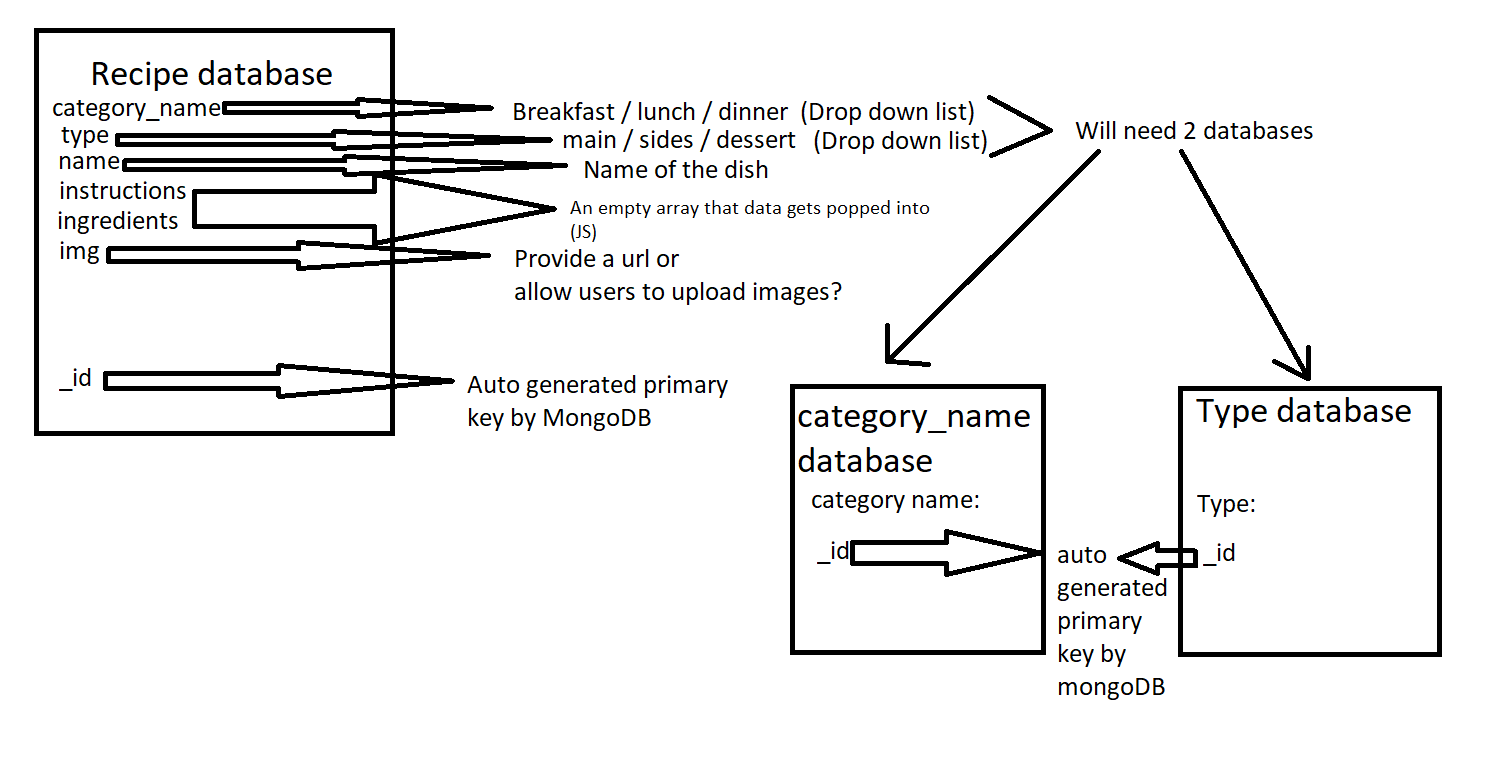 Recipe database
category_name
Breakfast / lunch / dinner (Drop down list)
type
main / sides / dessert (Drop down list)
name
Name of the dish
instructions
ingredients
An empty array that data gets popped into
(JS)
img
Provide a url or
allow users to upload images?
_id
Auto generated primary
key by MongoDB
Will need 2 databases
category_name
database
category name:
_id
auto
generated
primary
key by
mongoDB
Type database
Type:
_id